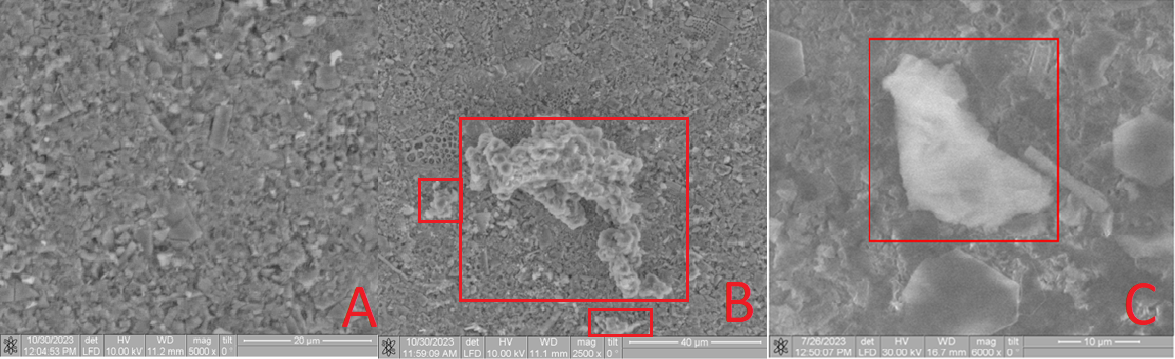 A
B
C
10/30/2023 det HV WD mag tilt 20 µm
12:04:53 PM LFD 10.00 kV 11.2 mm 5000 x 0 °
10/30/2023 det HV WD mag tilt 40 µm
11:59:09 AM LFD 10.00 kV 11.1 mm 2500 x 0 °
7/26/2023 det HV WD mag tilt 10 µm
12:50:07 PM LFD 30.00 kV 16.7 mm 6000 x 0 °